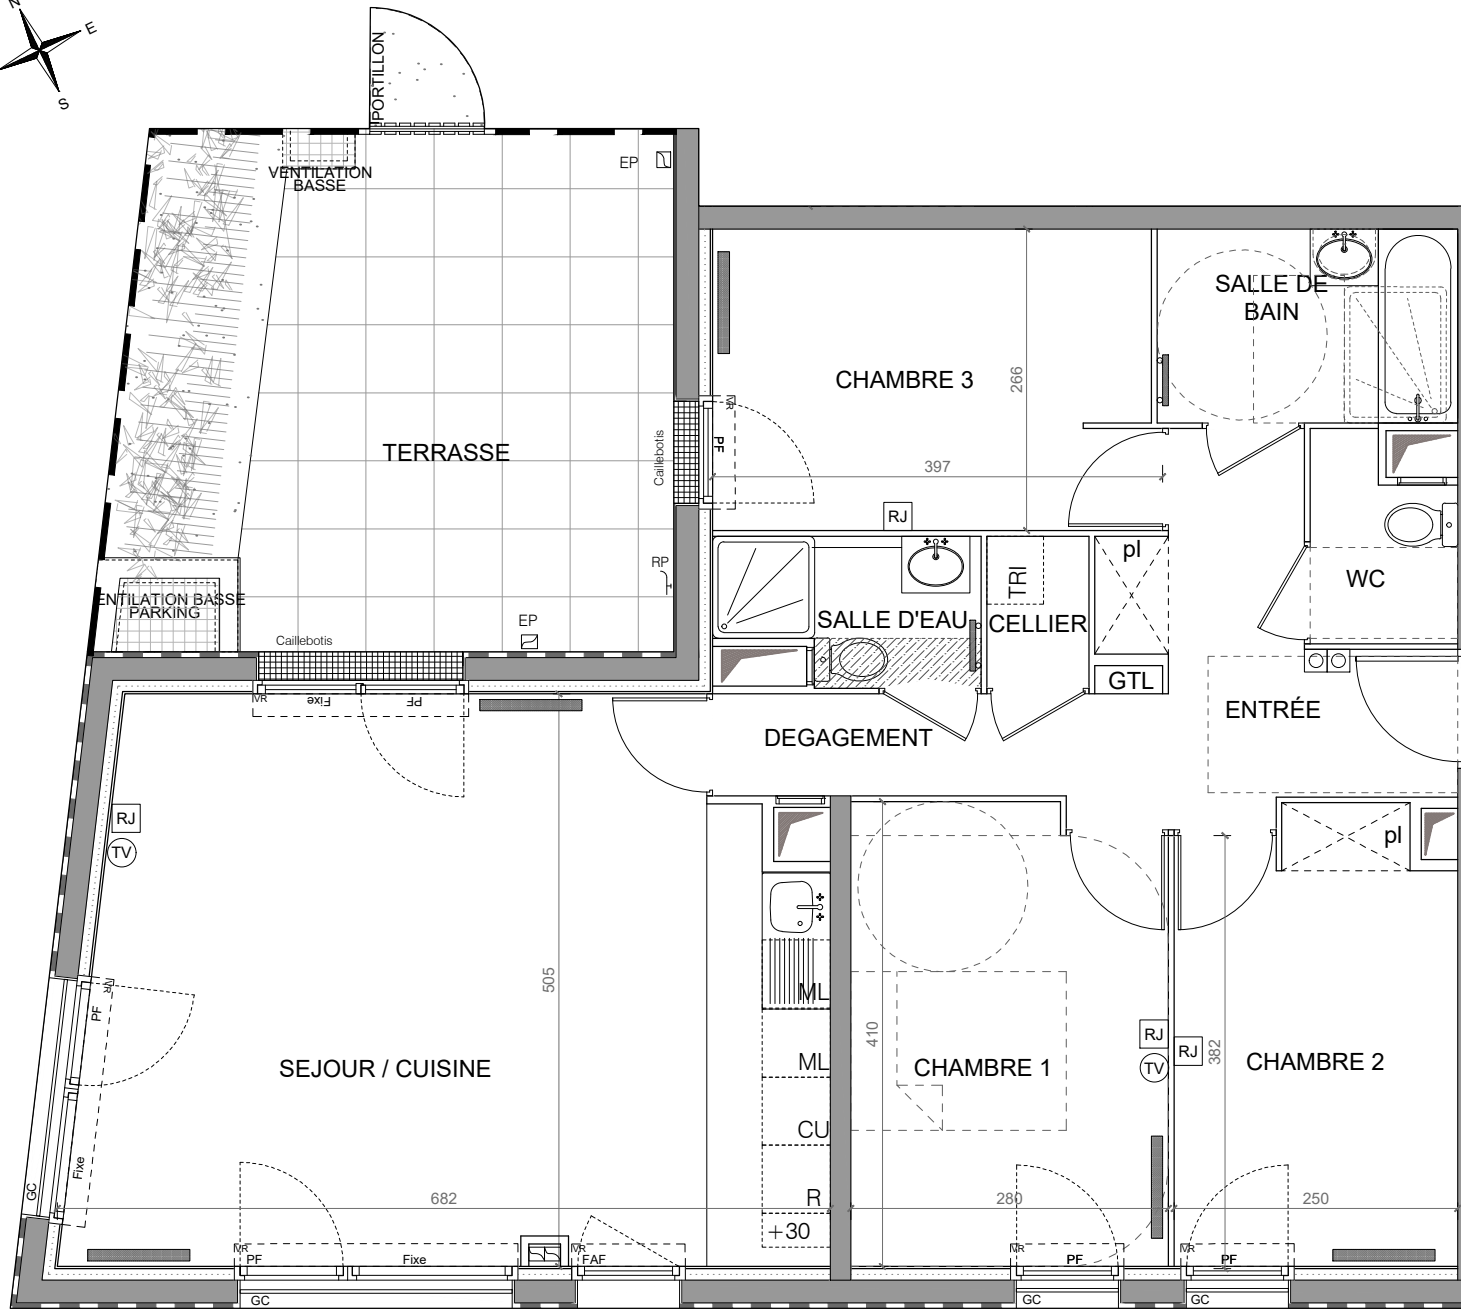 N
E
S
PORTILLON
VENTILATION
BASSE
EP
SALLE DE
BAIN
CHAMBRE 3
266
VR
PF
TERRASSE
Caillebotis
397
RJ
pl
WC
TRI
RP
ENTILATION BASSE
PARKING
EP
SALLE D'EAU
CELLIER
Caillebotis
GTL
VR
Fixe
PF
ENTRÉE
DEGAGEMENT
RJ
TV
pl
505
ML
VR
PF
410
RJ
RJ
382
SEJOUR / CUISINE
ML
CHAMBRE 1
TV
CHAMBRE 2
CU
Fixe
GC
682
R
280
250
+30
VR
PF
Fixe
VR
FAF
VR
PF
VR
PF
GC
GC
GC